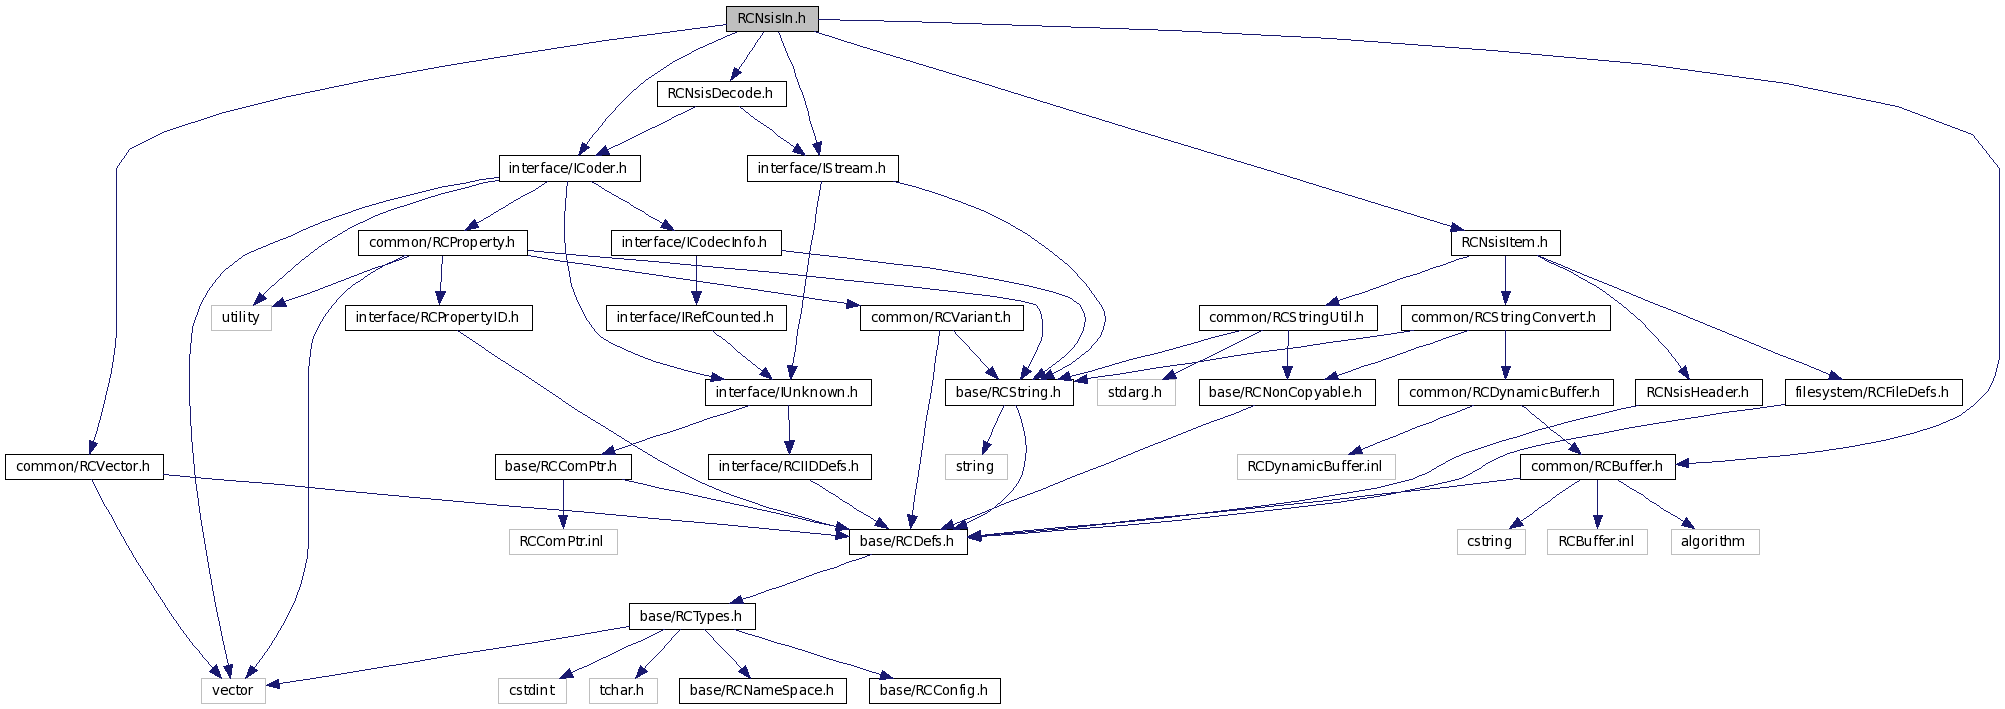 RCNsisIn.h
RCNsisDecode.h
interface/ICoder.h
interface/IStream.h
common/RCProperty.h
interface/ICodecInfo.h
RCNsisItem.h
utility
interface/RCPropertyID.h
interface/IRefCounted.h
common/RCVariant.h
common/RCStringUtil.h
common/RCStringConvert.h
interface/IUnknown.h
base/RCString.h
stdarg.h
base/RCNonCopyable.h
common/RCDynamicBuffer.h
RCNsisHeader.h
filesystem/RCFileDefs.h
common/RCVector.h
base/RCComPtr.h
interface/RCIIDDefs.h
string
RCDynamicBuffer.inl
common/RCBuffer.h
RCComPtr.inl
base/RCDefs.h
cstring
RCBuffer.inl
algorithm
base/RCTypes.h
vector
cstdint
tchar.h
base/RCNameSpace.h
base/RCConfig.h